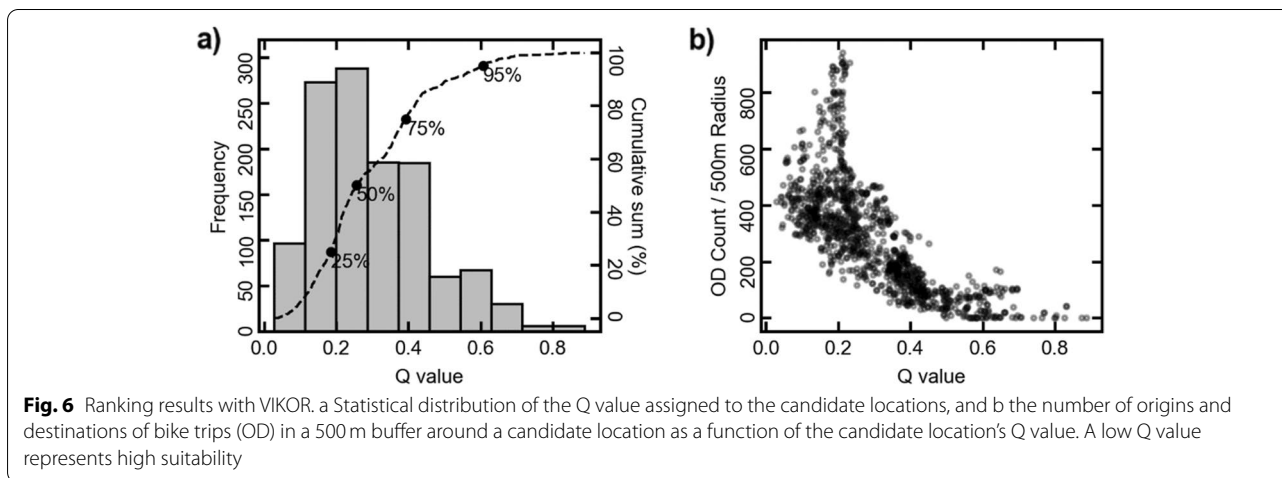 a)
300
250
200
150
100
50
0
Frequency
0.0 0.2 0.4 0.6 0.8
Q value
25%
50%
75%
95%
100
80
60
40
20
0
Cumulative sum (%)
b)
800
600
400
200
0
OD Count / 500m Radius
0.0 0.2 0.4 0.6 0.8
Q value
Fig. 6 Ranking results with VIKOR. a Statistical distribution of the Q value assigned to the candidate locations, and b the number of origins and
destinations of bike trips (OD) in a 500 m buffer around a candidate location as a function of the candidate location's Q value. A low Q value
represents high suitability